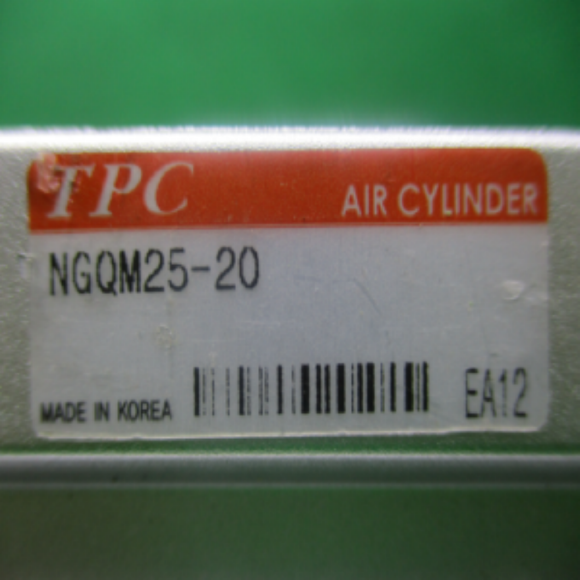 TPC AIR CYLINDER
NGQM25-20
MADE IN KOREA EA12